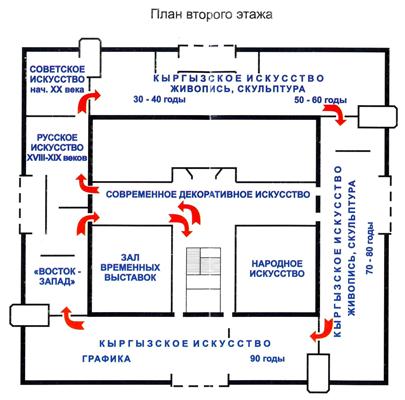 План второго этажа
СОВЕТСКОЕ
ИСКУССТВО
нач. XX века
КЫРГЫЗСКОЕ ИСКУССТВО
ЖИВОПИСЬ, СКУЛЬПТУРА
30 - 40 годы
50 - 60 годы
РУССКОЕ
ИСКУССТВО
XVIII-XIX веков
СОВРЕМЕННОЕ ДЕКОРАТИВНОЕ ИСКУССТВО
КЫРГЫЗСКОЕ ИСКУССТВО
ЖИВОПИСЬ, СКУЛЬПТУРА
70 - 80 годы
«ВОСТОК -
ЗАПАД»
ЗАЛ
ВРЕМЕННЫХ
ВЫСТАВОК
НАРОДНОЕ
ИСКУССТВО
КЫРГЫЗСКОЕ ИСКУССТВО
ГРАФИКА
90 годы